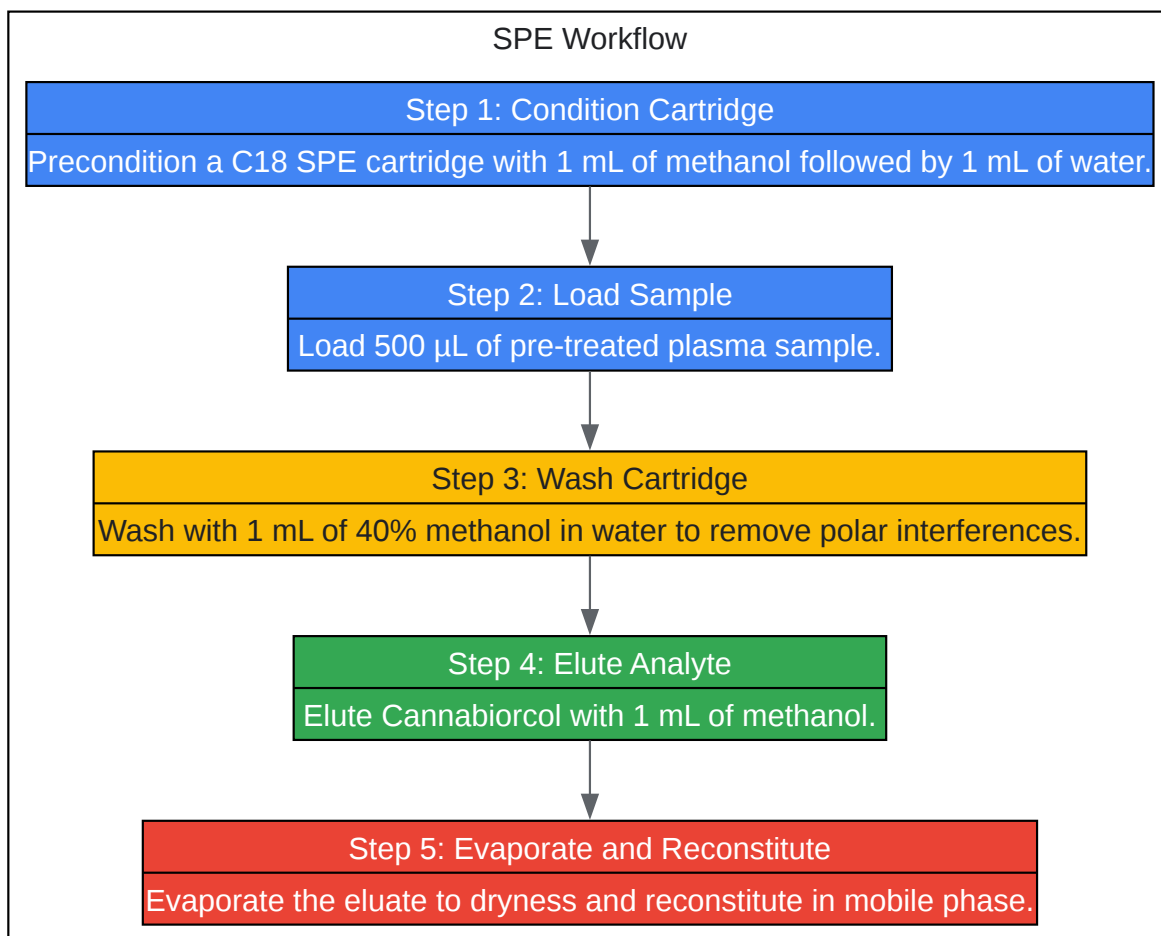 SPE Workflow
Step 1: Condition Cartridge
Precondition a C18 SPE cartridge with 1 mL of methanol followed by 1 mL of water.
Step 2: Load Sample
Load 500 µL of pre-treated plasma sample.
Step 3: Wash Cartridge
Wash with 1 mL of 40% methanol in water to remove polar interferences.
Step 4: Elute Analyte
Elute Cannabiorcol with 1 mL of methanol.
Step 5: Evaporate and Reconstitute
Evaporate the eluate to dryness and reconstitute in mobile phase.